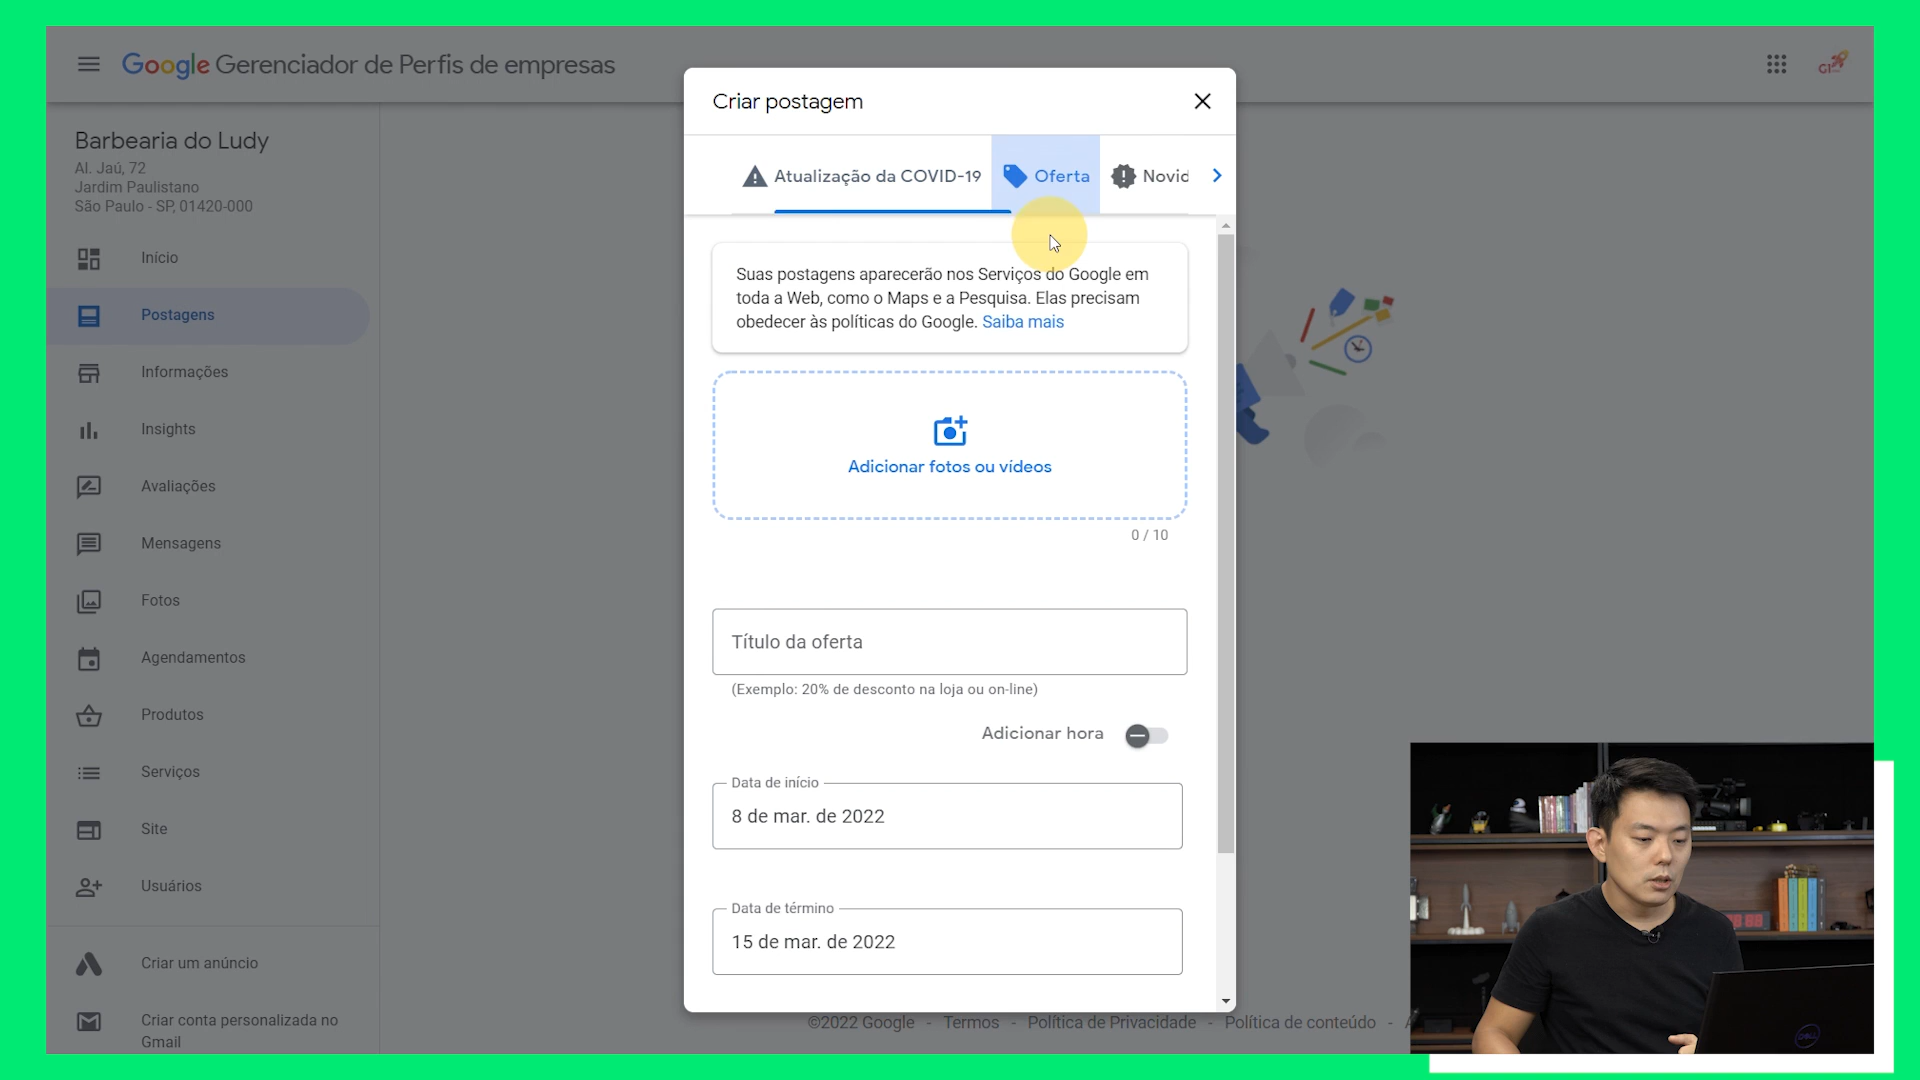 Google Gerenciador de Perfis de empresas
GI
Barbearia do Ludy
Al. Jaú, 72
Jardim Paulistano
São Paulo - SP, 01420-000
Início
Postagens
Informações
Insights
Avaliações
Mensagens
Fotos
Agendamentos
Produtos
Serviços
Site
Usuários
Criar um anúncio
Criar conta personalizada no
Gmail
Criar postagem
Atualização da COVID-19
Oferta
Novid
Suas postagens aparecerão nos Serviços do Google em
toda a Web, como o Maps e a Pesquisa. Elas precisam
obedecer às políticas do Google. Saiba mais
Adicionar fotos ou vídeos
0 / 10
Título da oferta
(Exemplo: 20% de desconto na loja ou on-line)
Adicionar hora
Data de início
8 de mar. de 2022
Data de término
15 de mar. de 2022
©2022 Google - Termos - Política de Privacidade - Política de conteúdo -
DELL